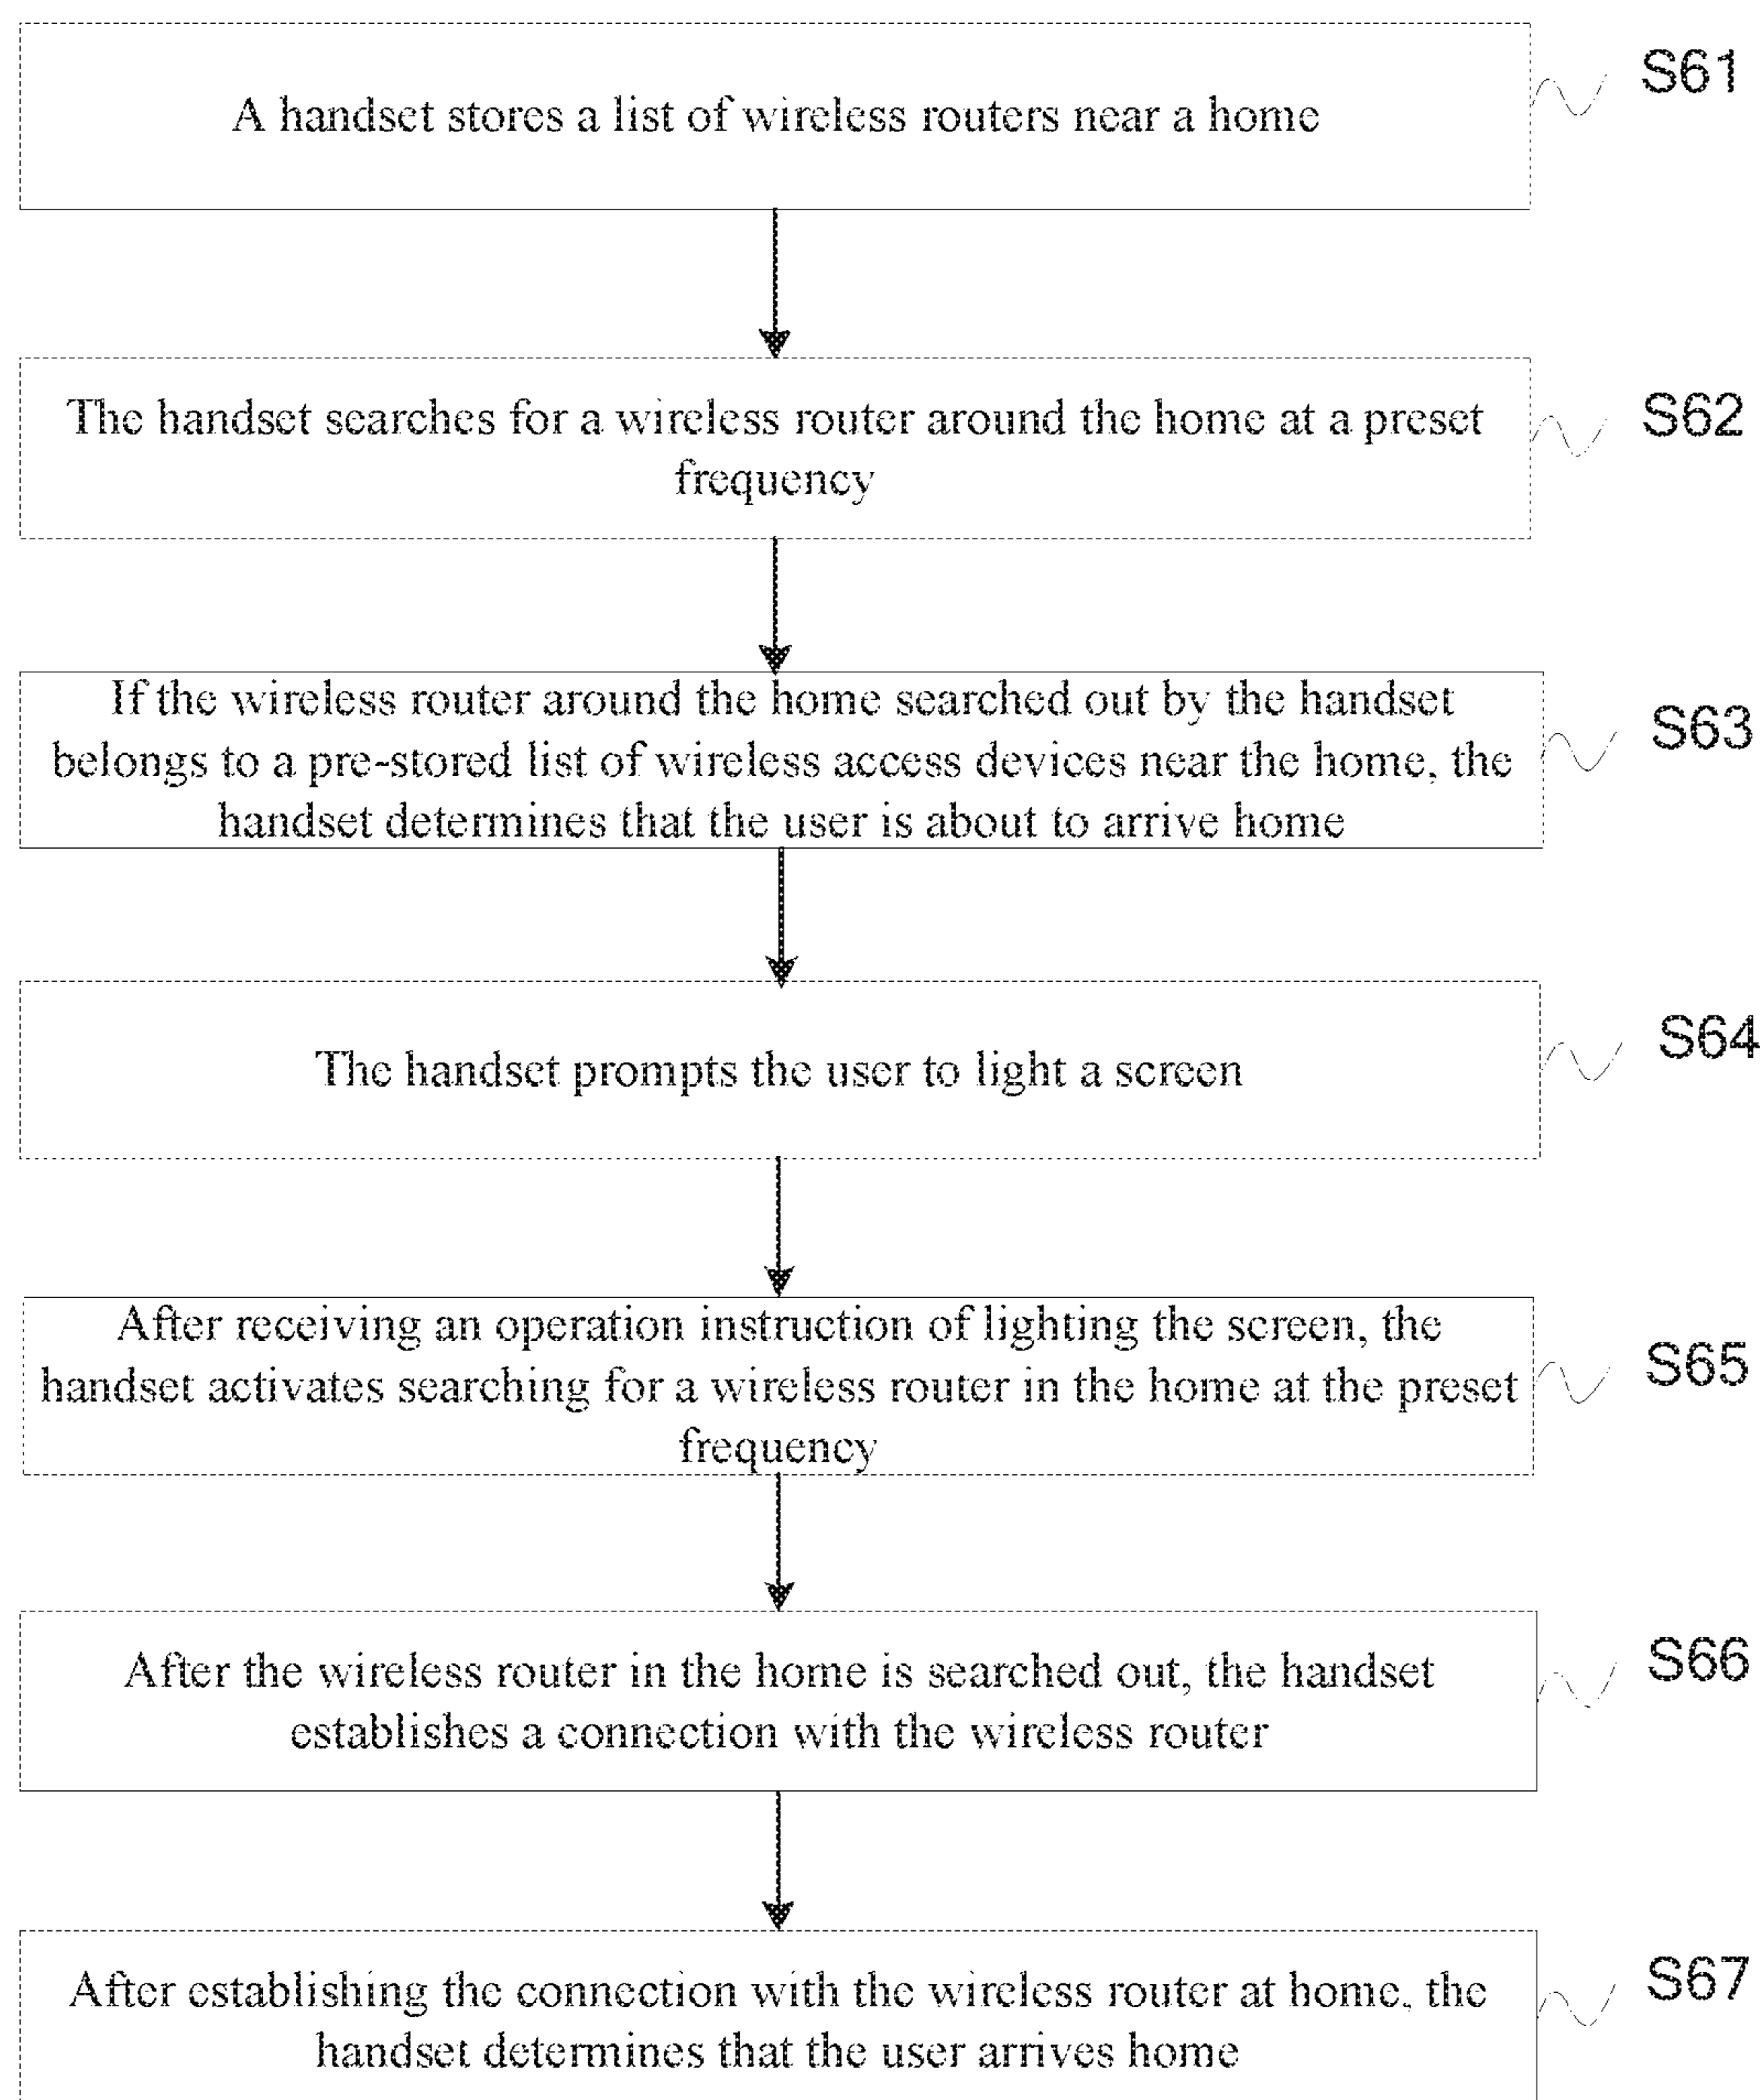 A handset stores a list of wireless routers near a home
S61
The handset searches for a wireless router around the home at a preset
frequency
S62
If the wireless router around the home searched out by the handset
belongs to a pre-stored list of wireless access devices near the home, the
handset determines that the user is about to arrive home
S63
The handset prompts the user to light a screen
S64
After receiving an operation instruction of lighting the screen, the
handset activates searching for a wireless router in the home at the preset
frequency
S65
After the wireless router in the home is searched out, the handset
establishes a connection with the wireless router
S66
After establishing the connection with the wireless router at home, the
handset determines that the user arrives home
S67